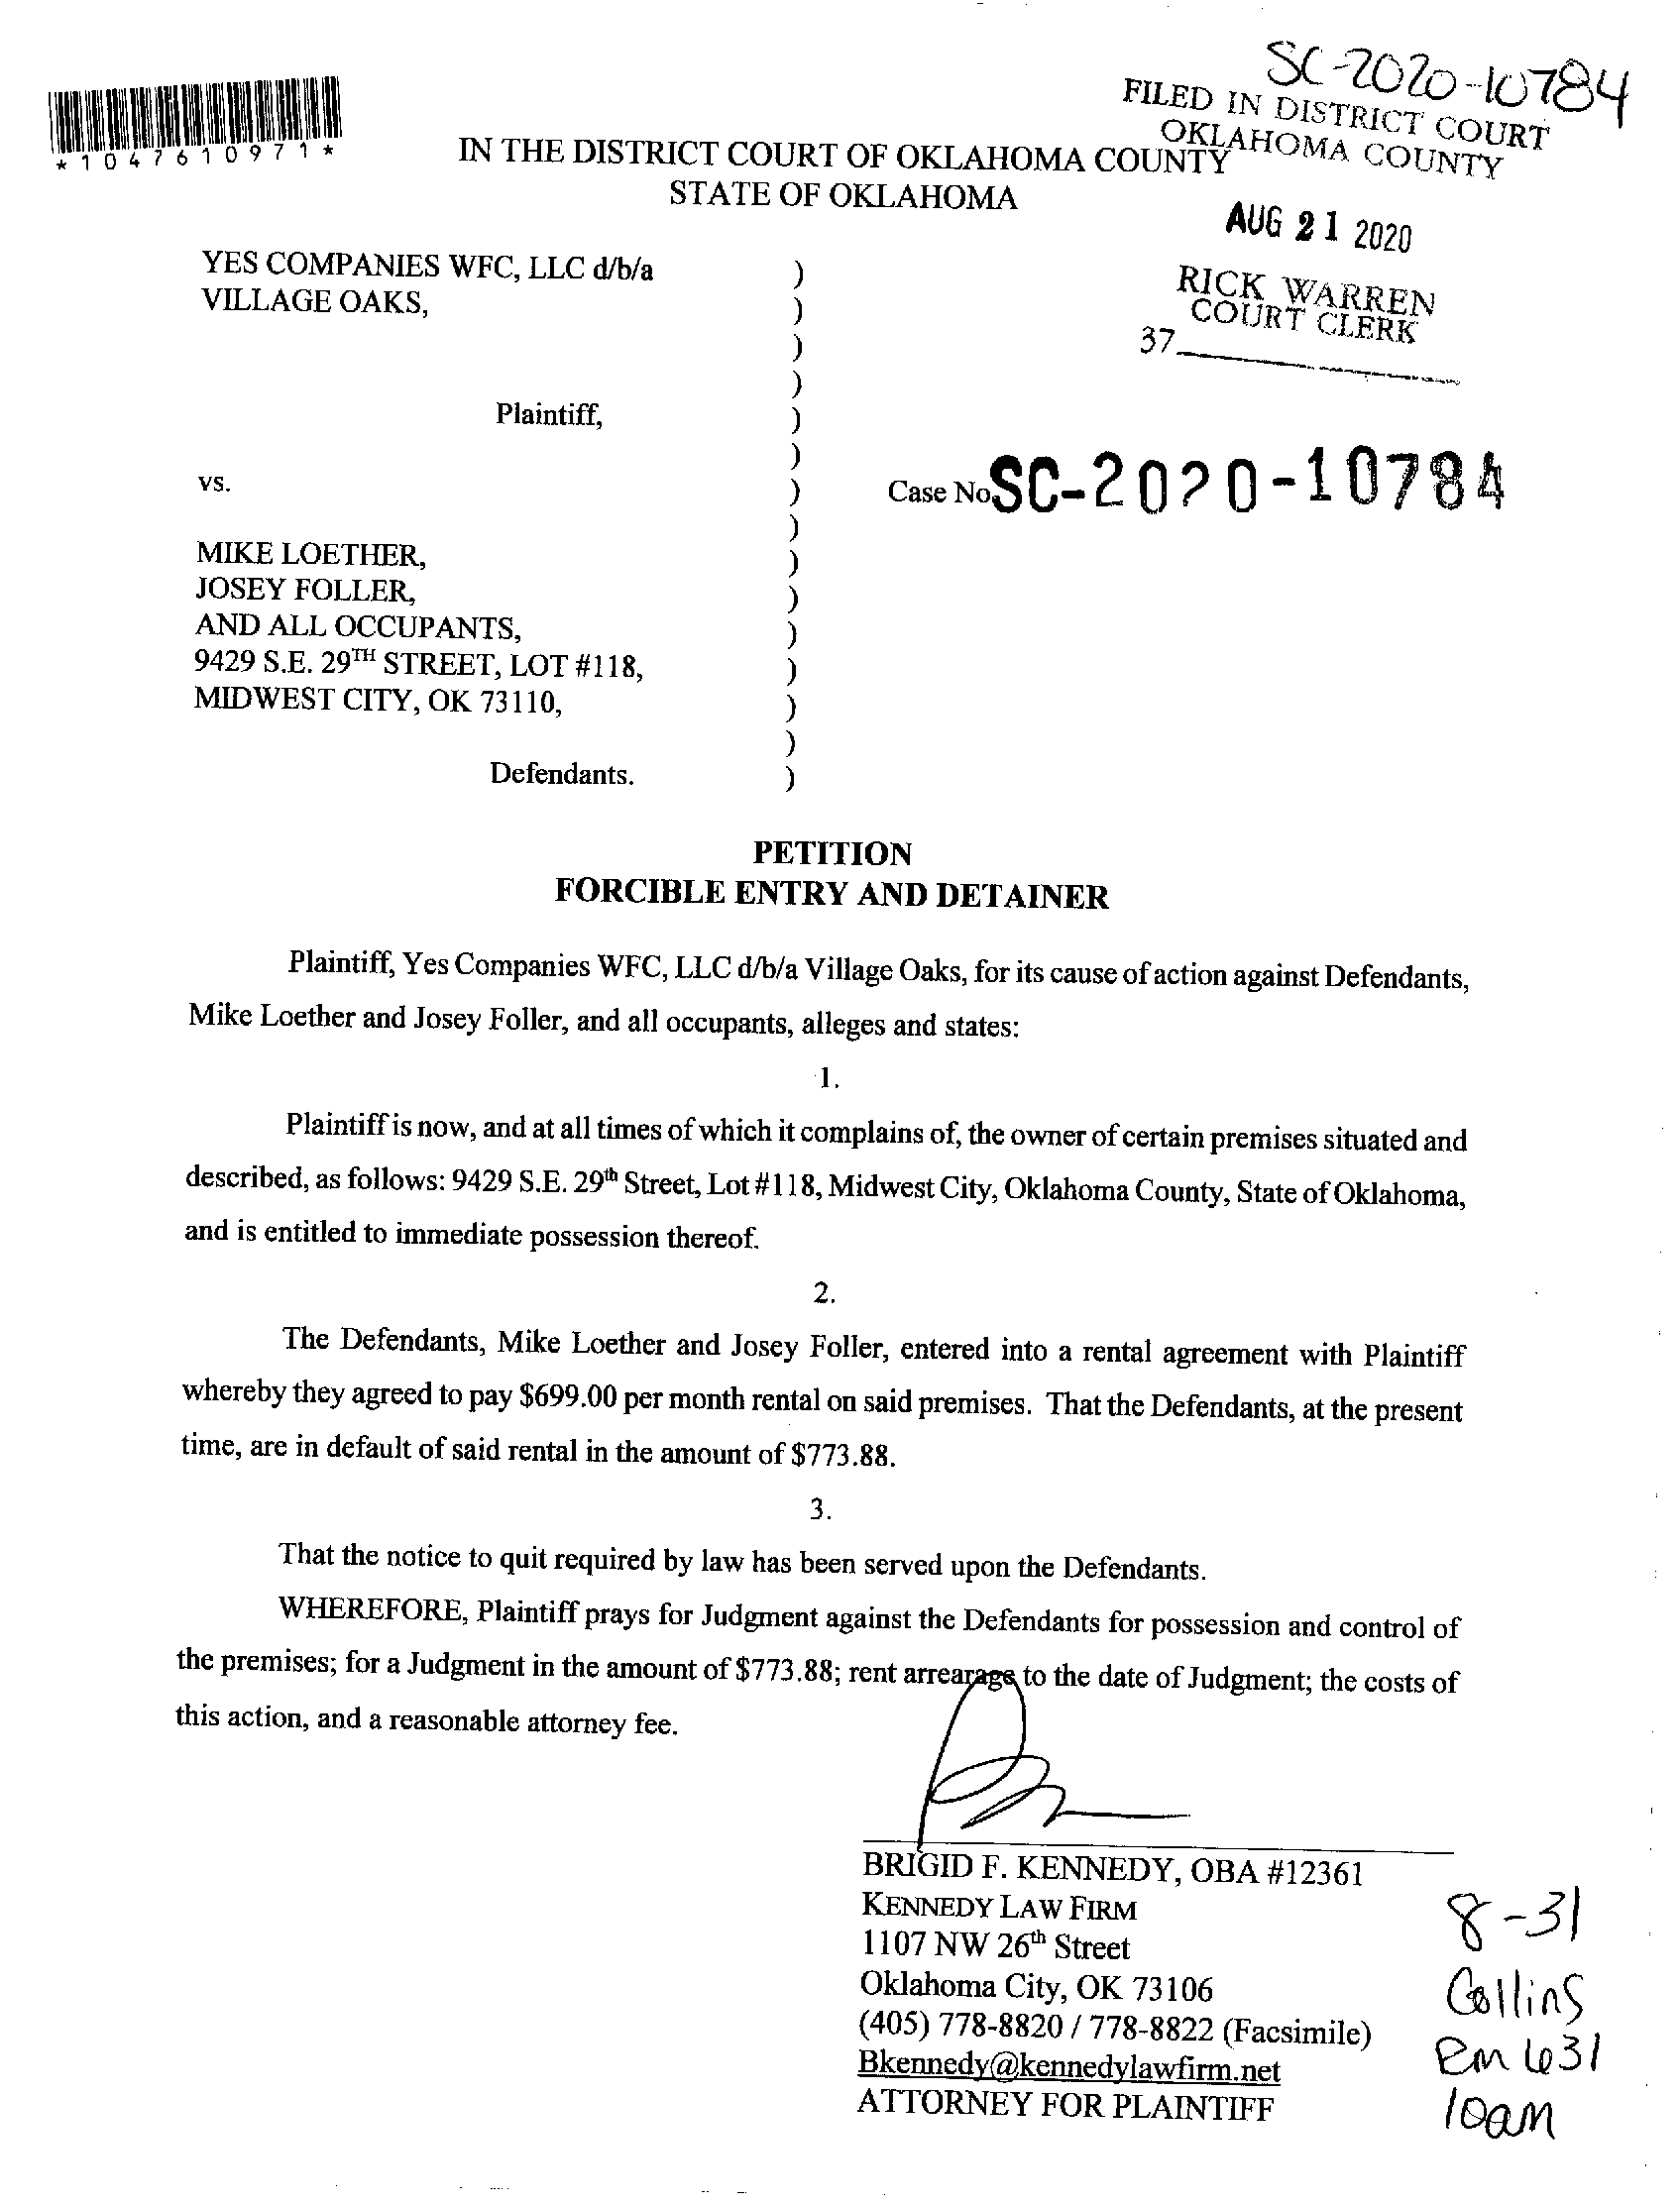 SC-2020-10784
FILED IN DISTRICT COURT
OKLAHOMA COUNTY
*1047610971*
IN THE DISTRICT COURT OF OKLAHOMA COUNTY
STATE OF OKLAHOMA
AUG 21 2020
RICK WARREN
COURT CLERK
37
YES COMPANIES WFC, LLC d/b/a )
VILLAGE OAKS, )
)
)
Plaintiff, )
)
vs. ) Case No SC-2020-10784
)
MIKE LOETHER, )
JOSEY FOLLER, )
AND ALL OCCUPANTS, )
9429 S.E. 29TH STREET, LOT #118, )
MIDWEST CITY, OK 73110, )
)
Defendants. )
PETITION
FORCIBLE ENTRY AND DETAINER
Plaintiff, Yes Companies WFC, LLC d/b/a Village Oaks, for its cause of action against Defendants,
Mike Loether and Josey Foller, and all occupants, alleges and states:
1.
Plaintiff is now, and at all times of which it complains of, the owner of certain premises situated and
described, as follows: 9429 S.E. 29th Street, Lot #118, Midwest City, Oklahoma County, State of Oklahoma,
and is entitled to immediate possession thereof.
2.
The Defendants, Mike Loether and Josey Foller, entered into a rental agreement with Plaintiff
whereby they agreed to pay $699.00 per month rental on said premises. That the Defendants, at the present
time, are in default of said rental in the amount of $773.88.
3.
That the notice to quit required by law has been served upon the Defendants.
WHEREFORE, Plaintiff prays for Judgment against the Defendants for possession and control of
the premises; for a Judgment in the amount of $773.88; rent arrearage to the date of Judgment; the costs of
this action, and a reasonable attorney fee.
BRIGID F. KENNEDY, OBA #12361
KENNEDY LAW FIRM
1107 NW 26th Street
Oklahoma City, OK 73106
(405) 778-8820 / 778-8822 (Facsimile)
Bkennedy@kennedylawfirm.net
ATTORNEY FOR PLAINTIFF
8-31
Collins
Rm 631
10am